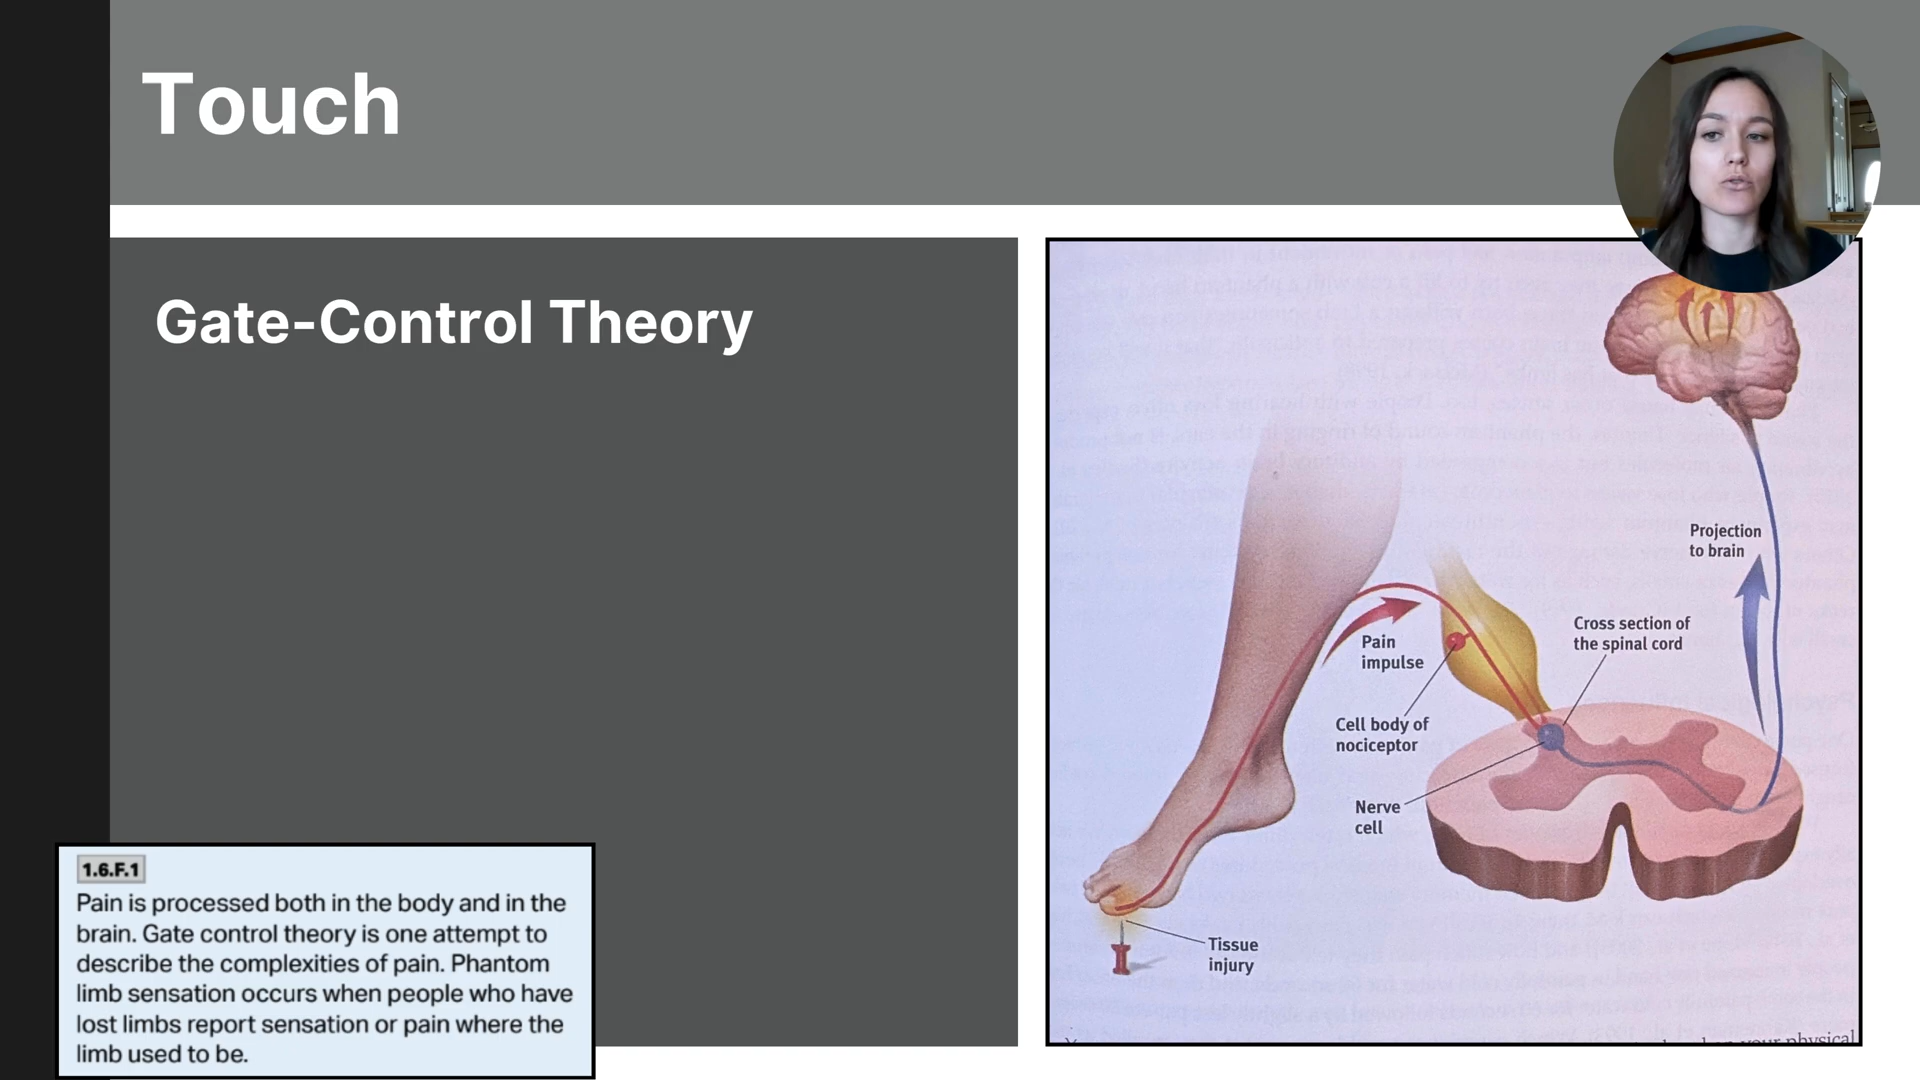 Touch
Gate-Control Theory
Projection
to brain
Cross section of
the spinal cord
Pain
impulse
Cell body of
nociceptor
Nerve
cell
Tissue
injury
your physical
1.6.F.1
Pain is processed both in the body and in the
brain. Gate control theory is one attempt to
describe the complexities of pain. Phantom
limb sensation occurs when people who have
lost limbs report sensation or pain where the
limb used to be.